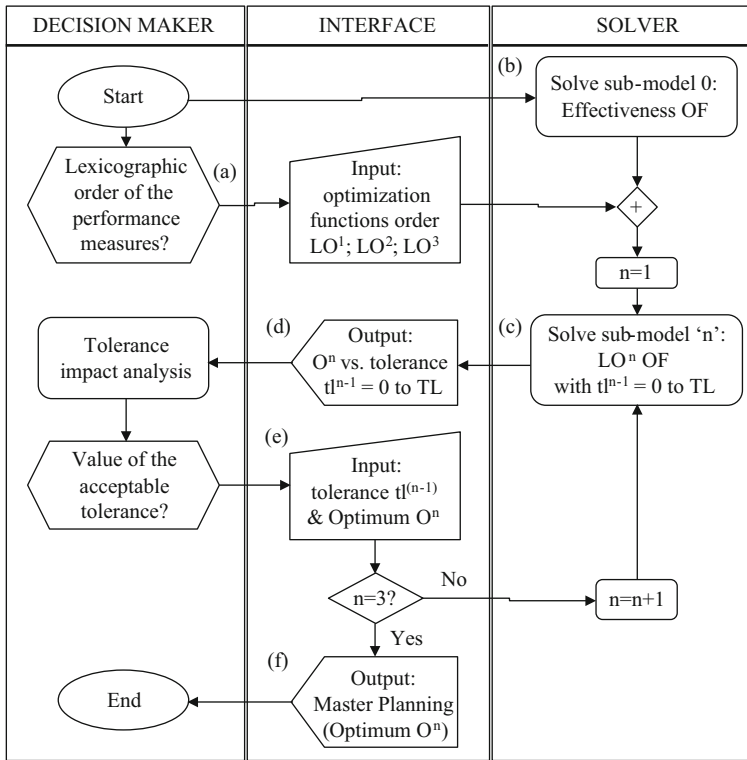 DECISION MAKER
INTERFACE
SOLVER
Start
(b)
Solve sub-model 0:
Effectiveness OF
Lexicographic
order of the
performance
measures?
(a)
Input:
optimization
functions order
LO¹; LO²; LO³
+
n=1
Tolerance
impact analysis
(d)
Output:
Oⁿ vs. tolerance
tlⁿ⁻¹ = 0 to TL
(c)
Solve sub-model ‘n’:
LOⁿ OF
with tlⁿ⁻¹ = 0 to TL
Value of the
acceptable
tolerance?
(e)
Input:
tolerance tl⁽ⁿ⁻¹⁾
& Optimum Oⁿ
n=3?
No
n=n+1
Yes
(f)
Output:
Master Planning
(Optimum Oⁿ)
End